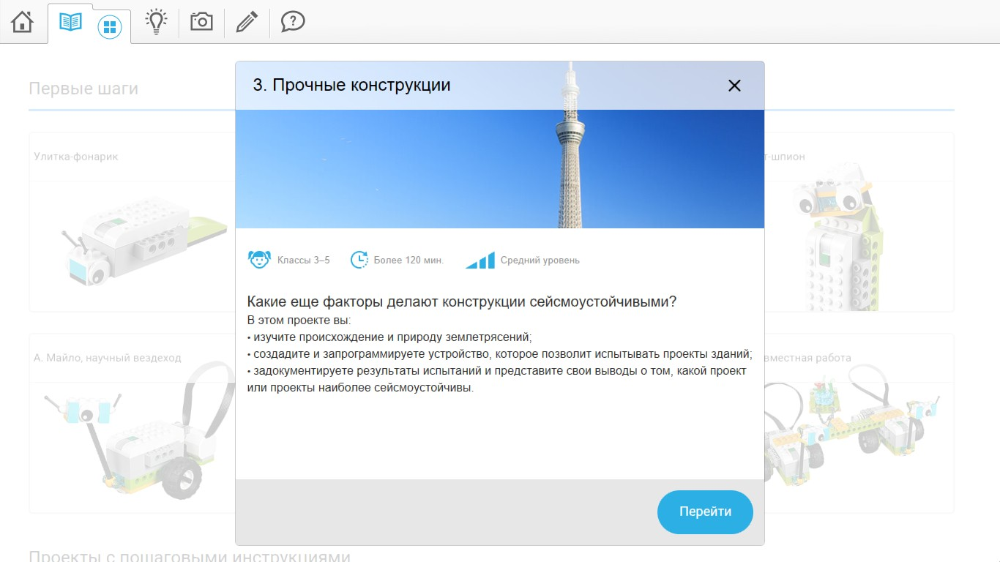 Первые шаги
3. Прочные конструкции
Улитка-фонарик
т-шпион
Классы 3–5
Более 120 мин.
Средний уровень
Какие еще факторы делают конструкции сейсмоустойчивыми?
В этом проекте вы:
• изучите происхождение и природу землетрясений;
• создадите и запрограммируете устройство, которое позволит испытывать проекты зданий;
• задокументируете результаты испытаний и представите свои выводы о том, какой проект
или проекты наиболее сейсмоустойчивы.
А. Майло, научный вездеход
вместная работа
Перейти
Проекты с пошаговыми инструкциями